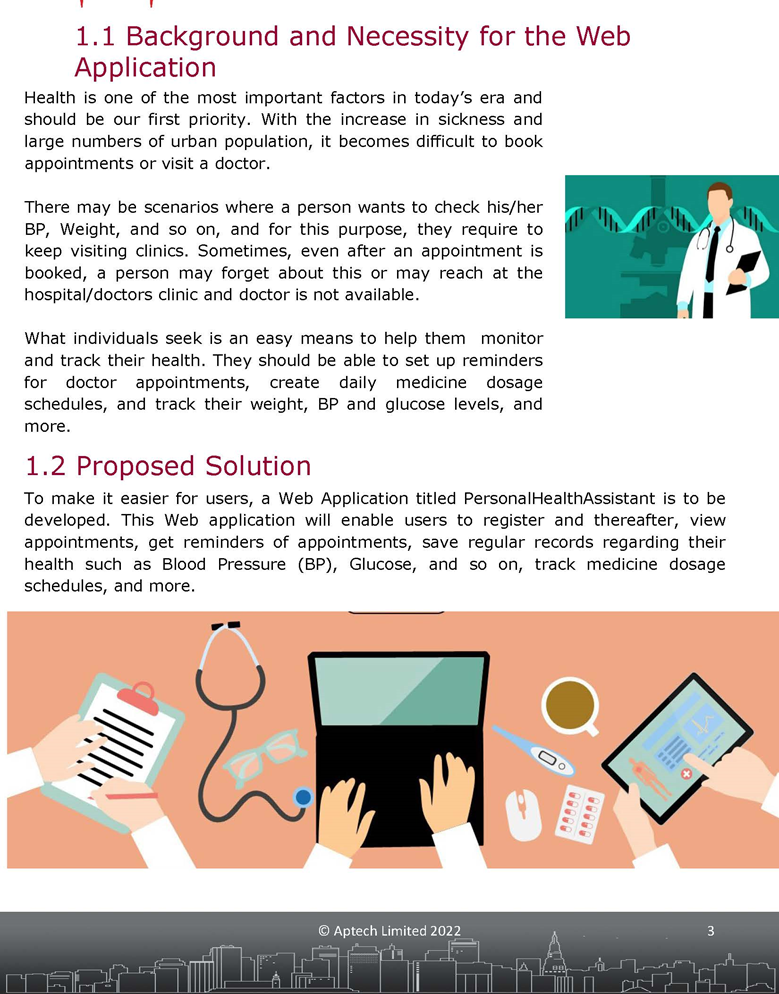 1.1 Background and Necessity for the Web
Application
Health is one of the most important factors in today’s era and
should be our first priority. With the increase in sickness and
large numbers of urban population, it becomes difficult to book
appointments or visit a doctor.
There may be scenarios where a person wants to check his/her
BP, Weight, and so on, and for this purpose, they require to
keep visiting clinics. Sometimes, even after an appointment is
booked, a person may forget about this or may reach at the
hospital/doctors clinic and doctor is not available.
What individuals seek is an easy means to help them monitor
and track their health. They should be able to set up reminders
for doctor appointments, create daily medicine dosage
schedules, and track their weight, BP and glucose levels, and
more.
1.2 Proposed Solution
To make it easier for users, a Web Application titled PersonalHealthAssistant is to be
developed. This Web application will enable users to register and thereafter, view
appointments, get reminders of appointments, save regular records regarding their
health such as Blood Pressure (BP), Glucose, and so on, track medicine dosage
schedules, and more.
© Aptech Limited 2022
3